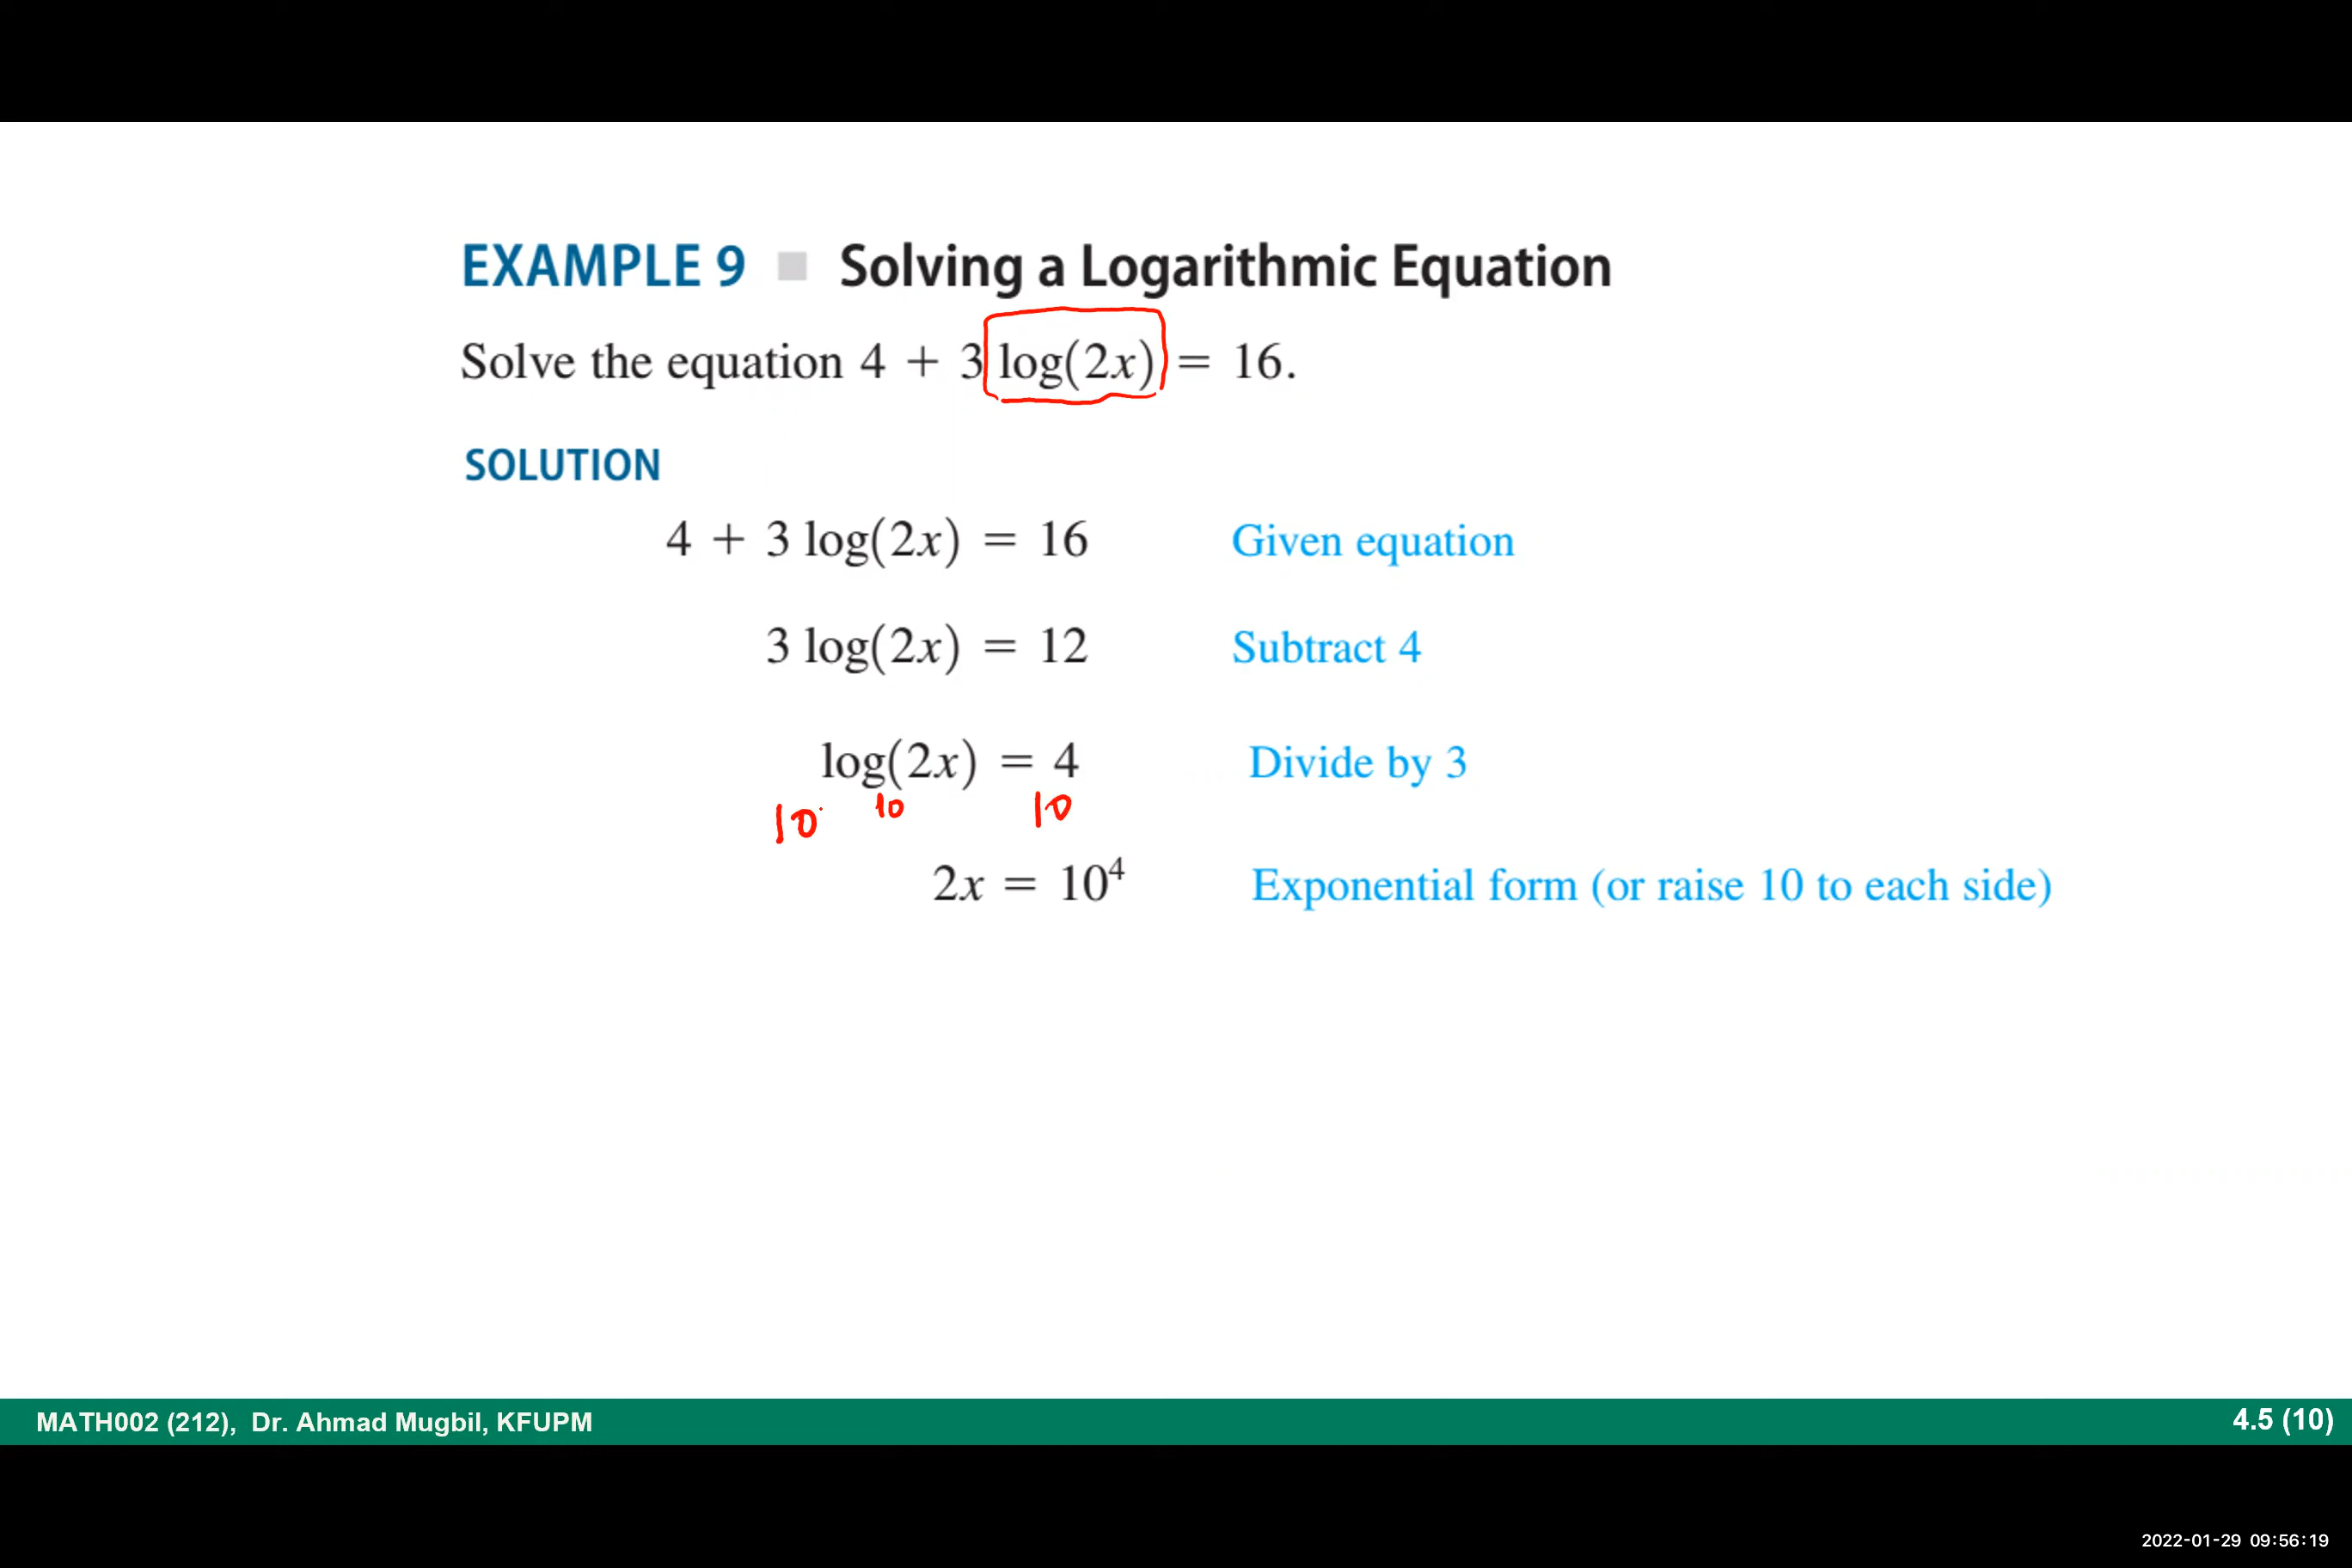 EXAMPLE 9 ■ Solving a Logarithmic Equation
Solve the equation 4 + 3 log(2x) = 16.
SOLUTION
4 + 3 log(2x) = 16 Given equation
3 log(2x) = 12 Subtract 4
log(2x) = 4 Divide by 3
10 10 10
2x = 10⁴ Exponential form (or raise 10 to each side)
MATH002 (212), Dr. Ahmad Mugbil, KFUPM 4.5 (10)
2022-01-29 09:56:19